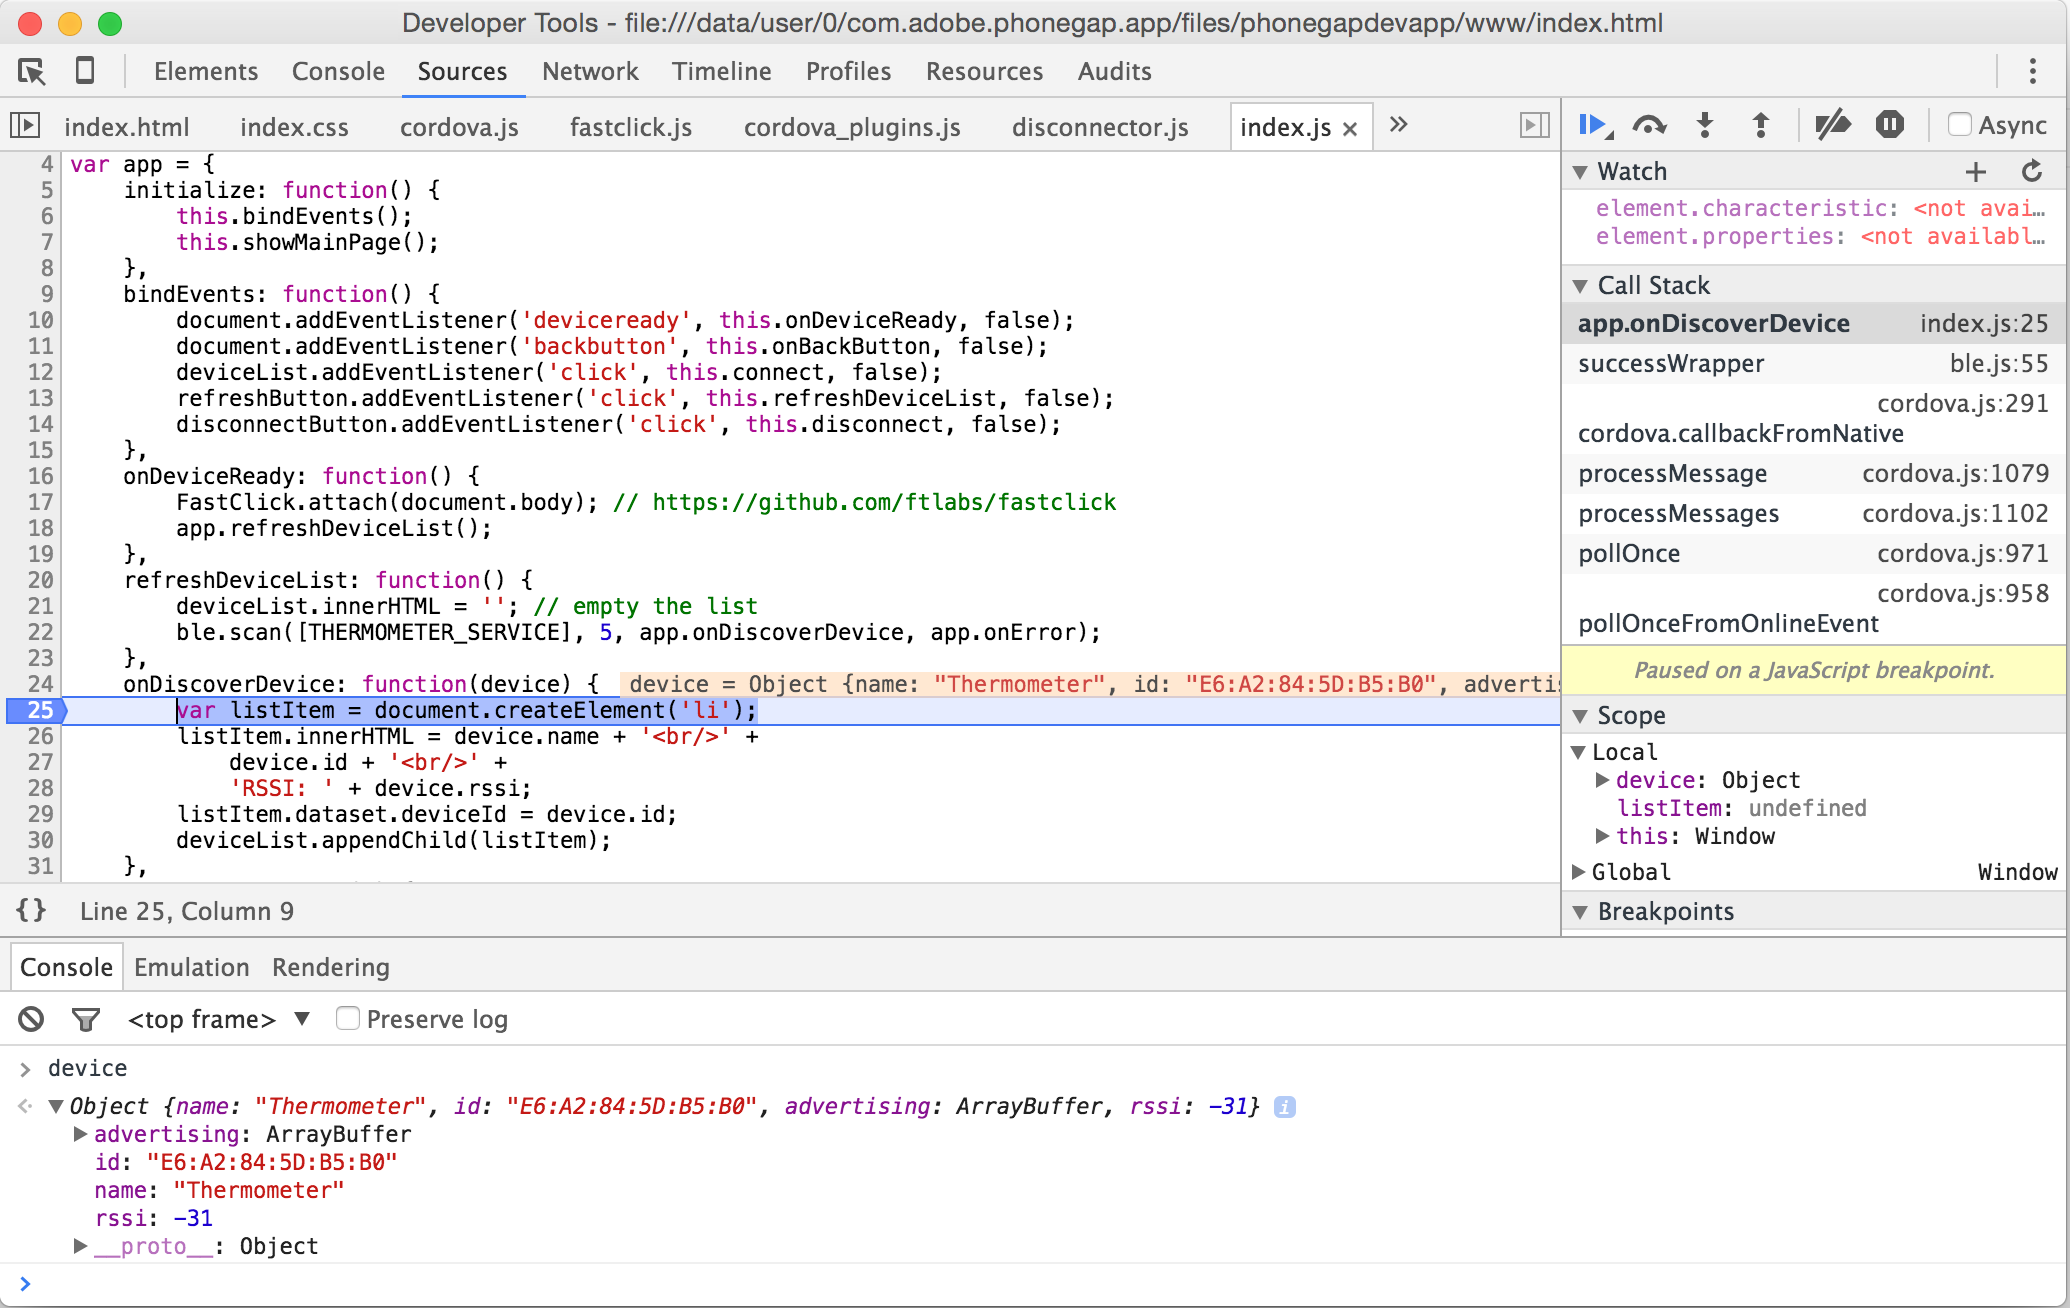 Developer Tools - file:///data/user/0/com.adobe.phonegap.app/files/phonegapdevapp/www/index.html
Elements Console Sources Network Timeline Profiles Resources Audits
index.html index.css cordova.js fastclick.js cordova_plugins.js disconnector.js index.js × »
4 var app = {
5     initialize: function() {
6         this.bindEvents();
7         this.showMainPage();
8     },
9     bindEvents: function() {
10         document.addEventListener('deviceready', this.onDeviceReady, false);
11         document.addEventListener('backbutton', this.onBackButton, false);
12         deviceList.addEventListener('click', this.connect, false);
13         refreshButton.addEventListener('click', this.refreshDeviceList, false);
14         disconnectButton.addEventListener('click', this.disconnect, false);
15     },
16     onDeviceReady: function() {
17         FastClick.attach(document.body); // https://github.com/ftlabs/fastclick
18         app.refreshDeviceList();
19     },
20     refreshDeviceList: function() {
21         deviceList.innerHTML = ''; // empty the list
22         ble.scan([THERMOMETER_SERVICE], 5, app.onDiscoverDevice, app.onError);
23     },
24     onDiscoverDevice: function(device) {  device = Object {name: "Thermometer", id: "E6:A2:84:5D:B5:B0", advertis
25         var listItem = document.createElement('li');
26         listItem.innerHTML = device.name + '<br/>' +
27             device.id + '<br/>' +
28             'RSSI: ' + device.rssi;
29         listItem.dataset.deviceId = device.id;
30         deviceList.appendChild(listItem);
31     },
{} Line 25, Column 9
Async
Watch + 
element.characteristic: <not avai…
element.properties: <not availabl…
Call Stack
app.onDiscoverDevice index.js:25
successWrapper ble.js:55
cordova.js:291
cordova.callbackFromNative
processMessage cordova.js:1079
processMessages cordova.js:1102
pollOnce cordova.js:971
cordova.js:958
pollOnceFromOnlineEvent
Paused on a JavaScript breakpoint.
Scope
Local
device: Object
listItem: undefined
this: Window
Global Window
Breakpoints
Console Emulation Rendering
<top frame> ▼ Preserve log
> device
Object {name: "Thermometer", id: "E6:A2:84:5D:B5:B0", advertising: ArrayBuffer, rssi: -31} i
advertising: ArrayBuffer
id: "E6:A2:84:5D:B5:B0"
name: "Thermometer"
rssi: -31
__proto__: Object
>